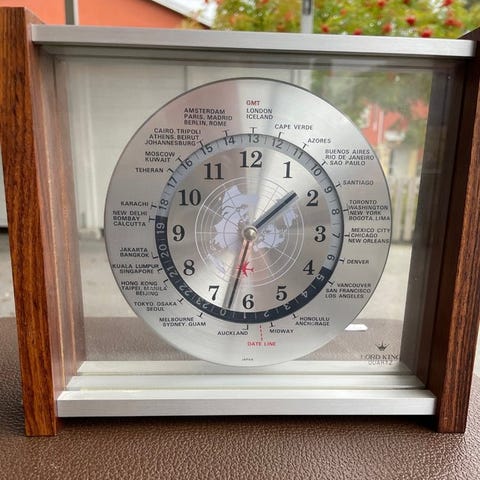 GMT
LONDON
ICELAND
CAPE VERDE
AZORES
BUENOS AIRES
RIO DE JANEIRO
SAO PAULO
SANTIAGO
TORONTO
WASHINGTON
NEW YORK
BOGOTA, LIMA
MEXICO CITY
CHICAGO
NEW ORLEANS
DENVER
VANCOUVER
SAN FRANCISCO
LOS ANGELES
HONOLULU
ANCHORAGE
MIDWAY
DATE LINE
AUCKLAND
MELBOURNE
SYDNEY. GUAM
TOKYO. OSAKA
SEOUL
HONG KONG
TAIPEI. MANILA
BEIJING
KUALA LUMPUR
SINGAPORE
JAKARTA
BANGKOK
NEW DELHI
BOMBAY
CALCUTTA
KARACHI
TEHERAN
MOSCOW
KUWAIT
CAIRO. TRIPOLI
ATHENS. BEIRUT
JOHANNESBURG
AMSTERDAM
PARIS. MADRID
BERLIN. ROME
12
1
2
3
4
5
6
7
8
9
10
11
JAPAN
LORD KING
QUARTZ